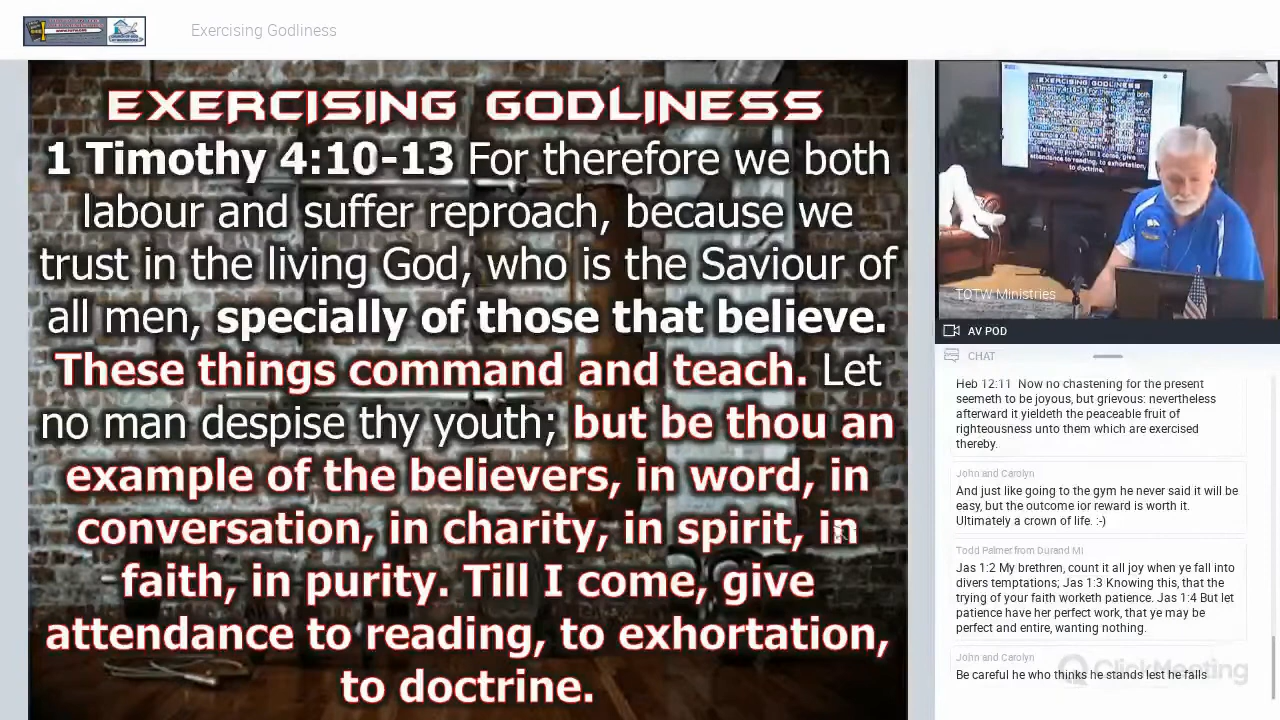 Exercising Godliness
EXERCISING GODLINESS
1 Timothy 4:10-13 For therefore we both
labour and suffer reproach, because we
trust in the living God, who is the Saviour of
all men, specially of those that believe.
These things command and teach. Let
no man despise thy youth; but be thou an
example of the believers, in word, in
conversation, in charity, in spirit, in
faith, in purity. Till I come, give
attendance to reading, to exhortation,
to doctrine.
TOTW Ministries
AV POD
CHAT
Heb 12:11 Now no chastening for the present
seemeth to be joyous, but grievous: nevertheless
afterward it yieldeth the peaceable fruit of
righteousness unto them which are exercised
thereby.
John and Carolyn
And just like going to the gym he never said it will be
easy, but the outcome ior reward is worth it.
Ultimately a crown of life. :-)
Todd Palmer from Durand MI
Jas 1:2 My brethren, count it all joy when ye fall into
divers temptations; Jas 1:3 Knowing this, that the
trying of your faith worketh patience. Jas 1:4 But let
patience have her perfect work, that ye may be
perfect and entire, wanting nothing.
John and Carolyn
Be careful he who thinks he stands lest he falls
ClickMeeting